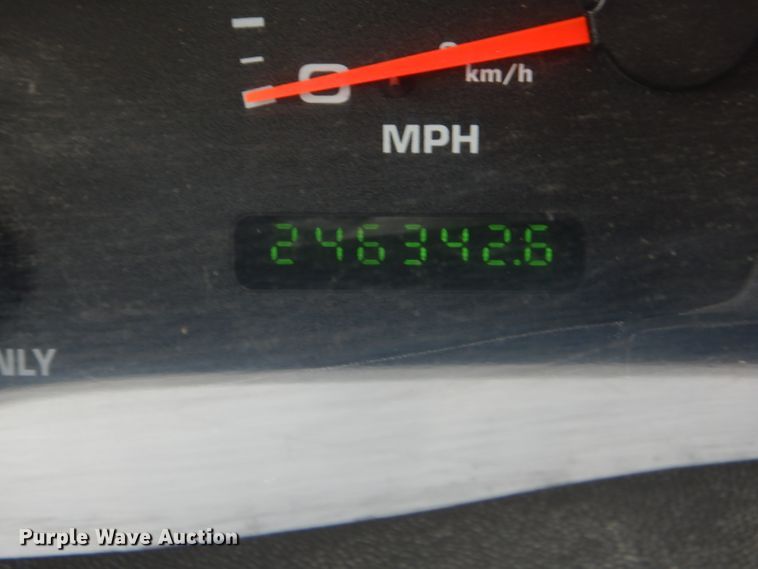 0
km/h
MPH
246342.6
NLY
Purple Wave Auction